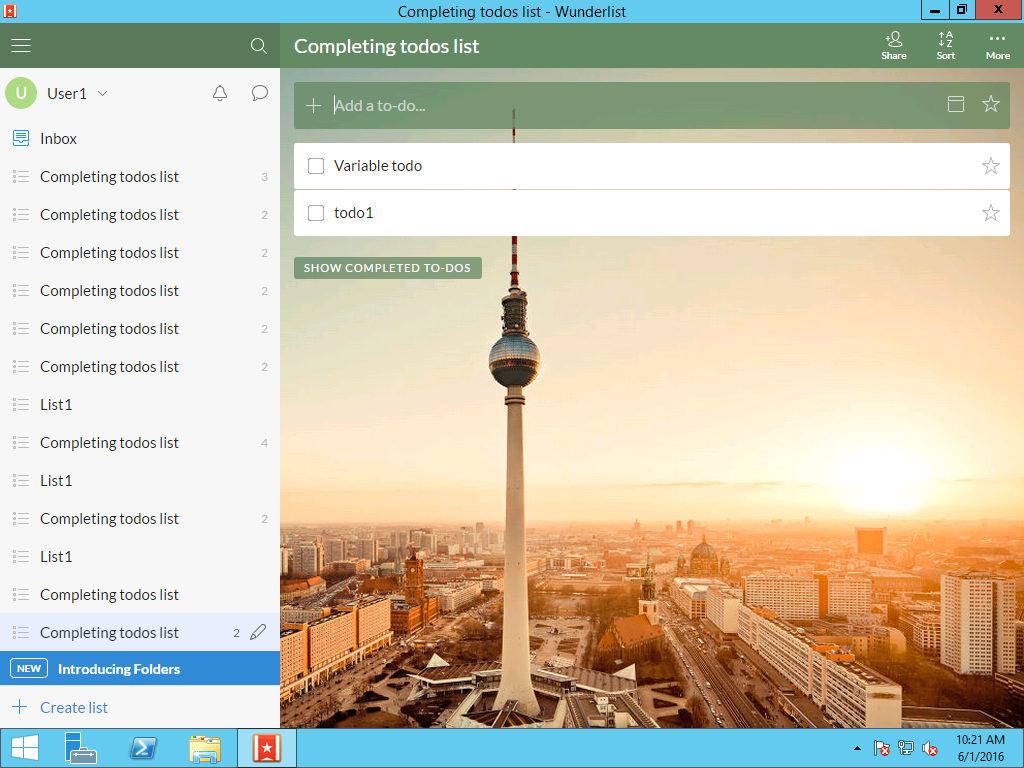 Completing todos list - Wunderlist
Completing todos list
Share
Sort
More
U
User1
Add a to-do...
Inbox
Variable todo
Completing todos list 3
Completing todos list 2
todo1
Completing todos list 2
SHOW COMPLETED TO-DOS
Completing todos list 2
Completing todos list 2
Completing todos list 2
List1
Completing todos list 4
List1
Completing todos list 2
List1
Completing todos list
Completing todos list 2
NEW Introducing Folders
Create list
10:21 AM
6/1/2016